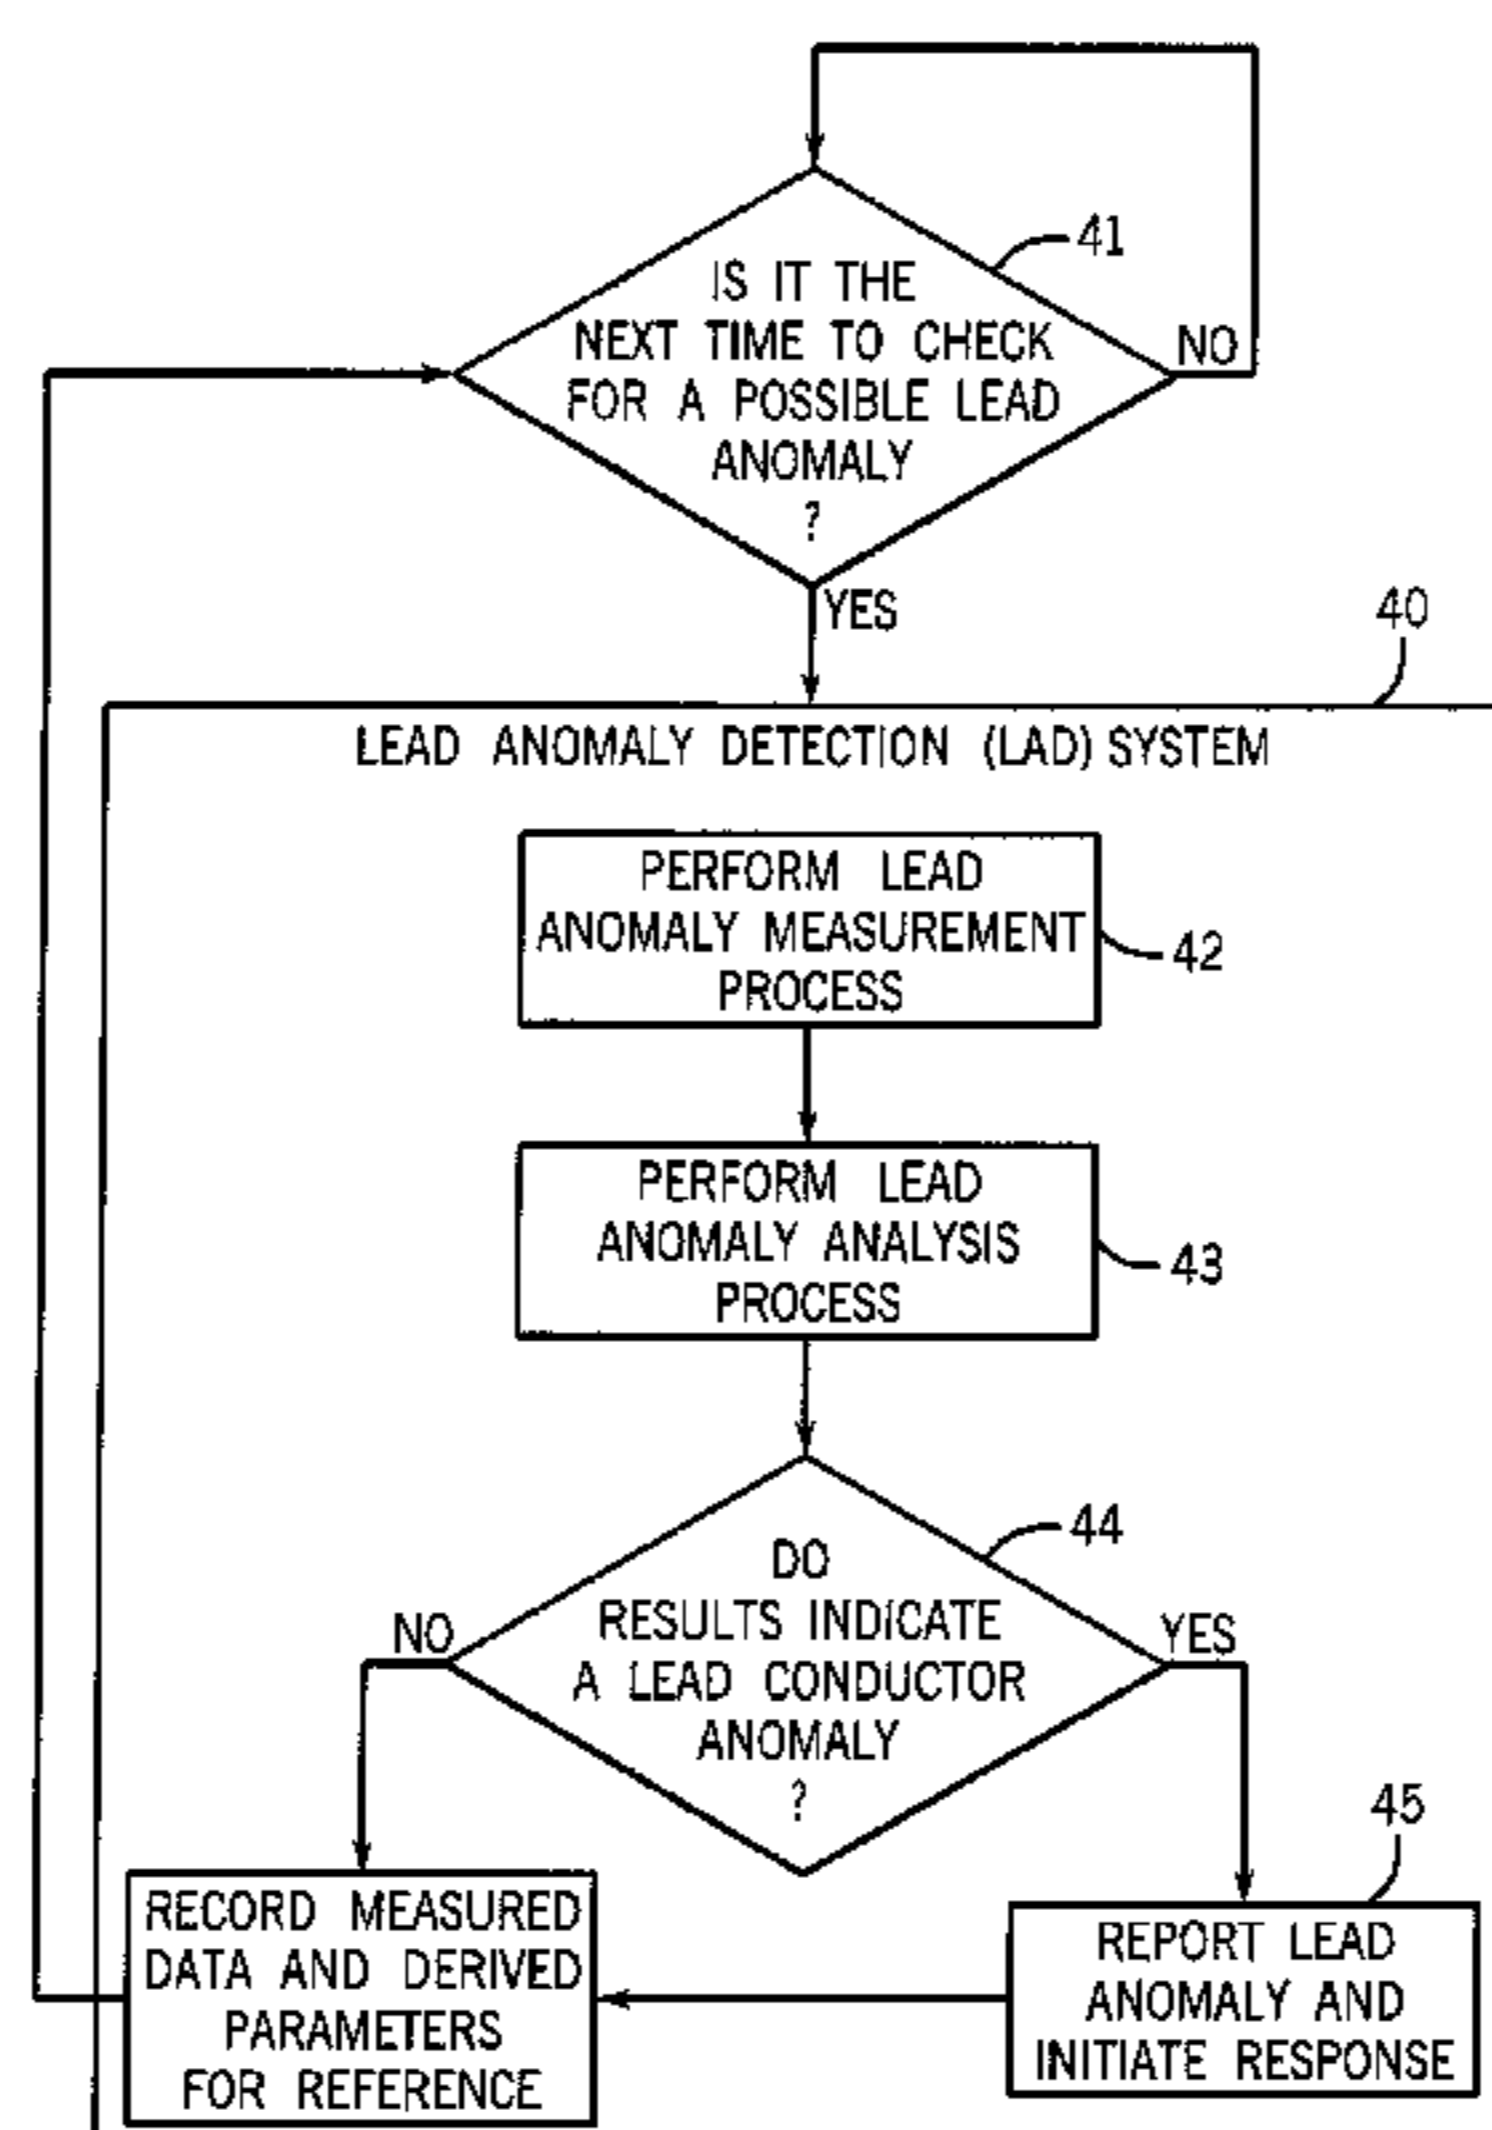 IS IT THE
NEXT TIME TO CHECK
FOR A POSSIBLE LEAD
ANOMALY
?
41
NO
YES
40
LEAD ANOMALY DETECTION (LAD) SYSTEM
PERFORM LEAD
ANOMALY MEASUREMENT
PROCESS
42
PERFORM LEAD
ANOMALY ANALYSIS
PROCESS
43
DO
RESULTS INDICATE
A LEAD CONDUCTOR
ANOMALY
?
44
NO
YES
45
RECORD MEASURED
DATA AND DERIVED
PARAMETERS
FOR REFERENCE
REPORT LEAD
ANOMALY AND
INITIATE RESPONSE